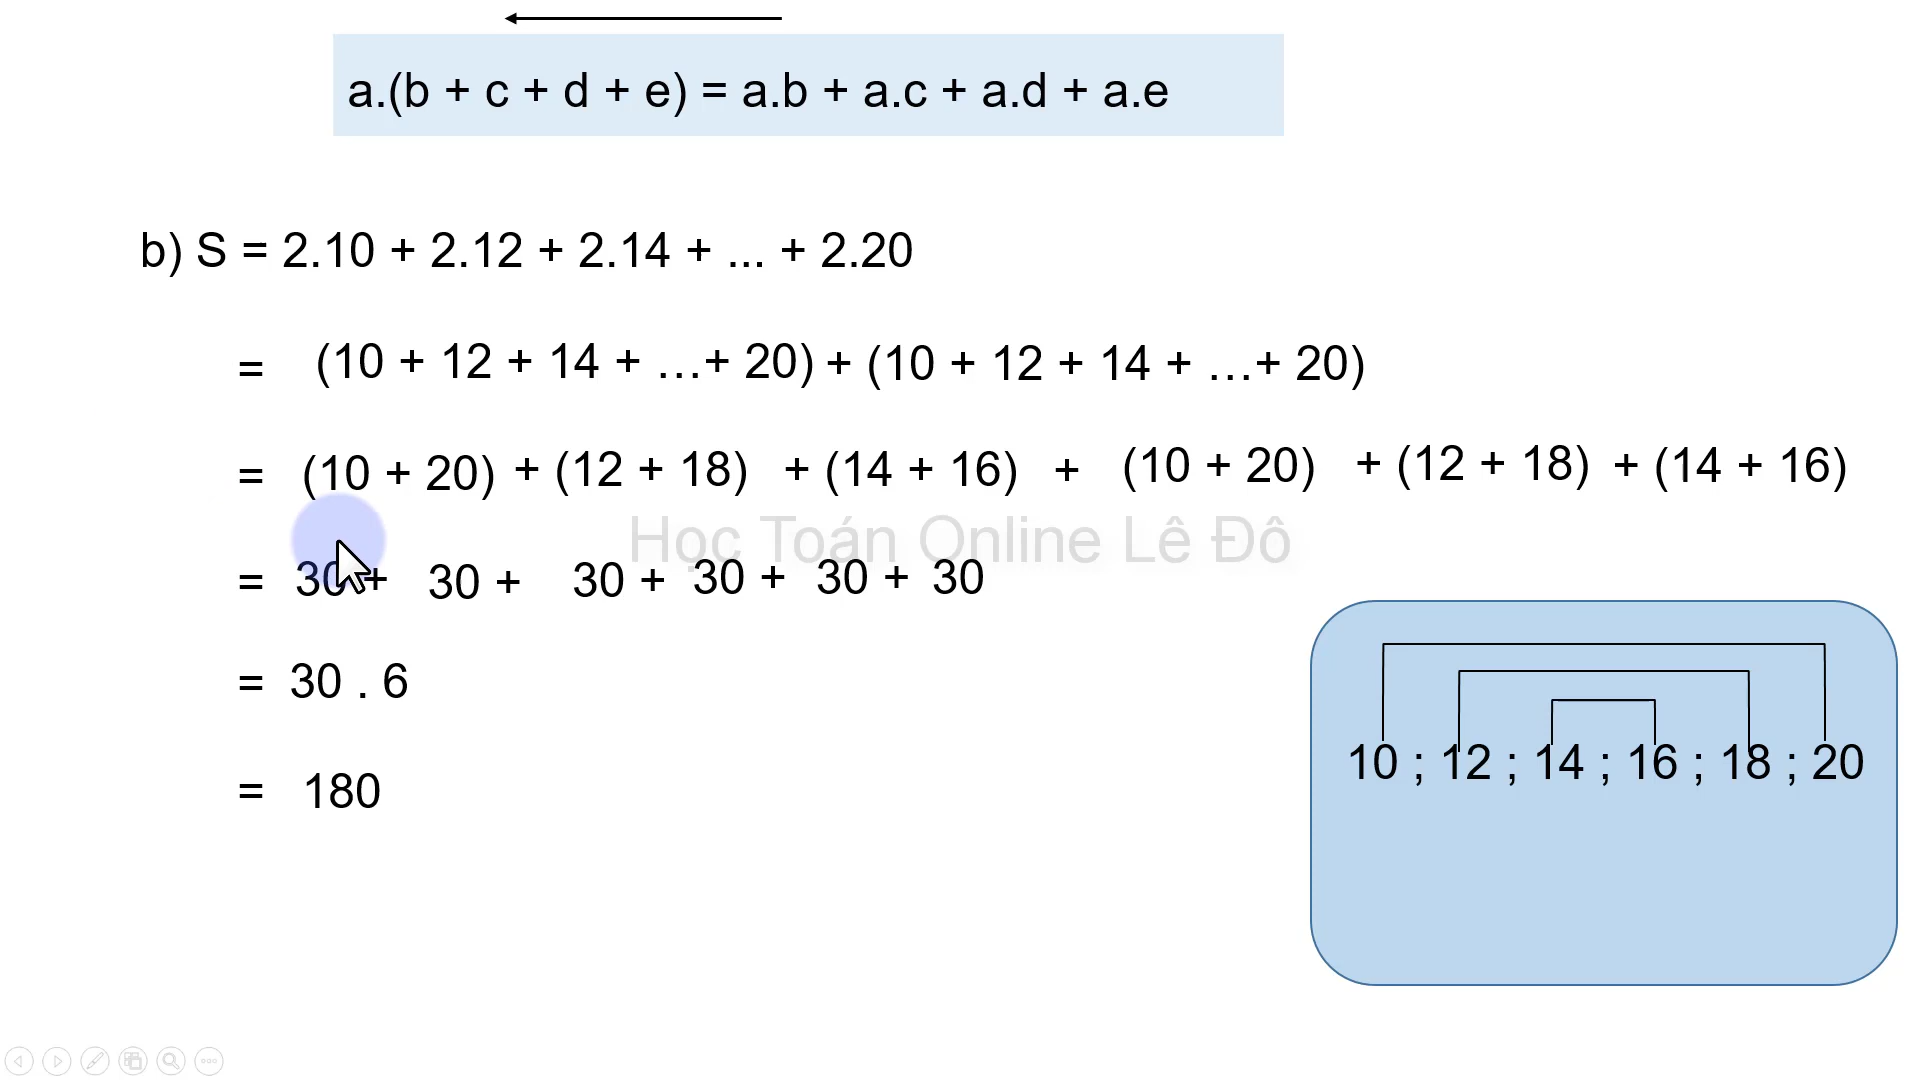 a.(b + c + d + e) = a.b + a.c + a.d + a.e
b) S = 2.10 + 2.12 + 2.14 + ... + 2.20
= (10 + 12 + 14 + …+ 20) + (10 + 12 + 14 + …+ 20)
= (10 + 20) + (12 + 18) + (14 + 16) + (10 + 20) + (12 + 18) + (14 + 16)
Học Toán Online Lê Đô
= 30 + 30 + 30 + 30 + 30 + 30
= 30 . 6
= 180
10 ; 12 ; 14 ; 16 ; 18 ; 20